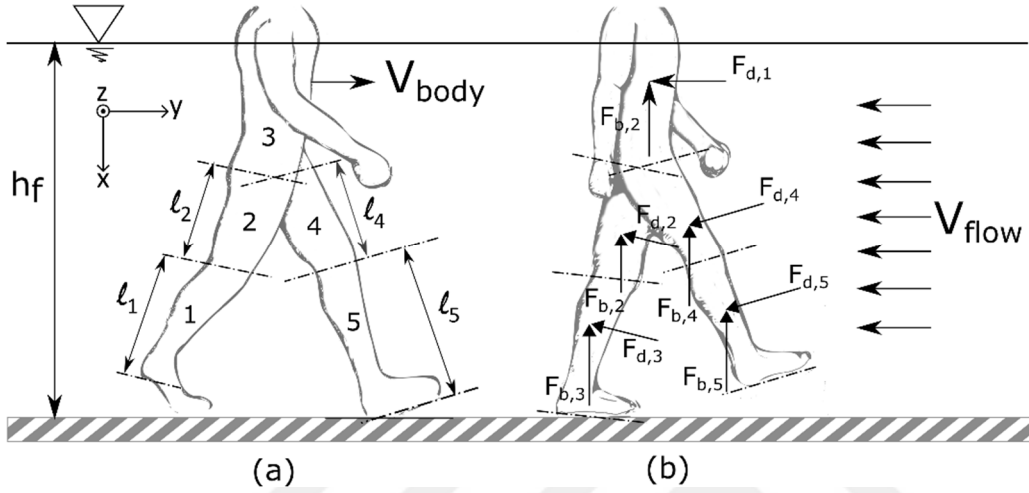 h_f
z
y
x
V_body
3
ℓ_2
2
4
ℓ_4
ℓ_1
1
5
ℓ_5
(a)
F_d,1
F_b,2
F_d,4
F_d,2
V_flow
F_b,2
F_b,4
F_d,5
F_d,3
F_b,3
F_b,5
(b)